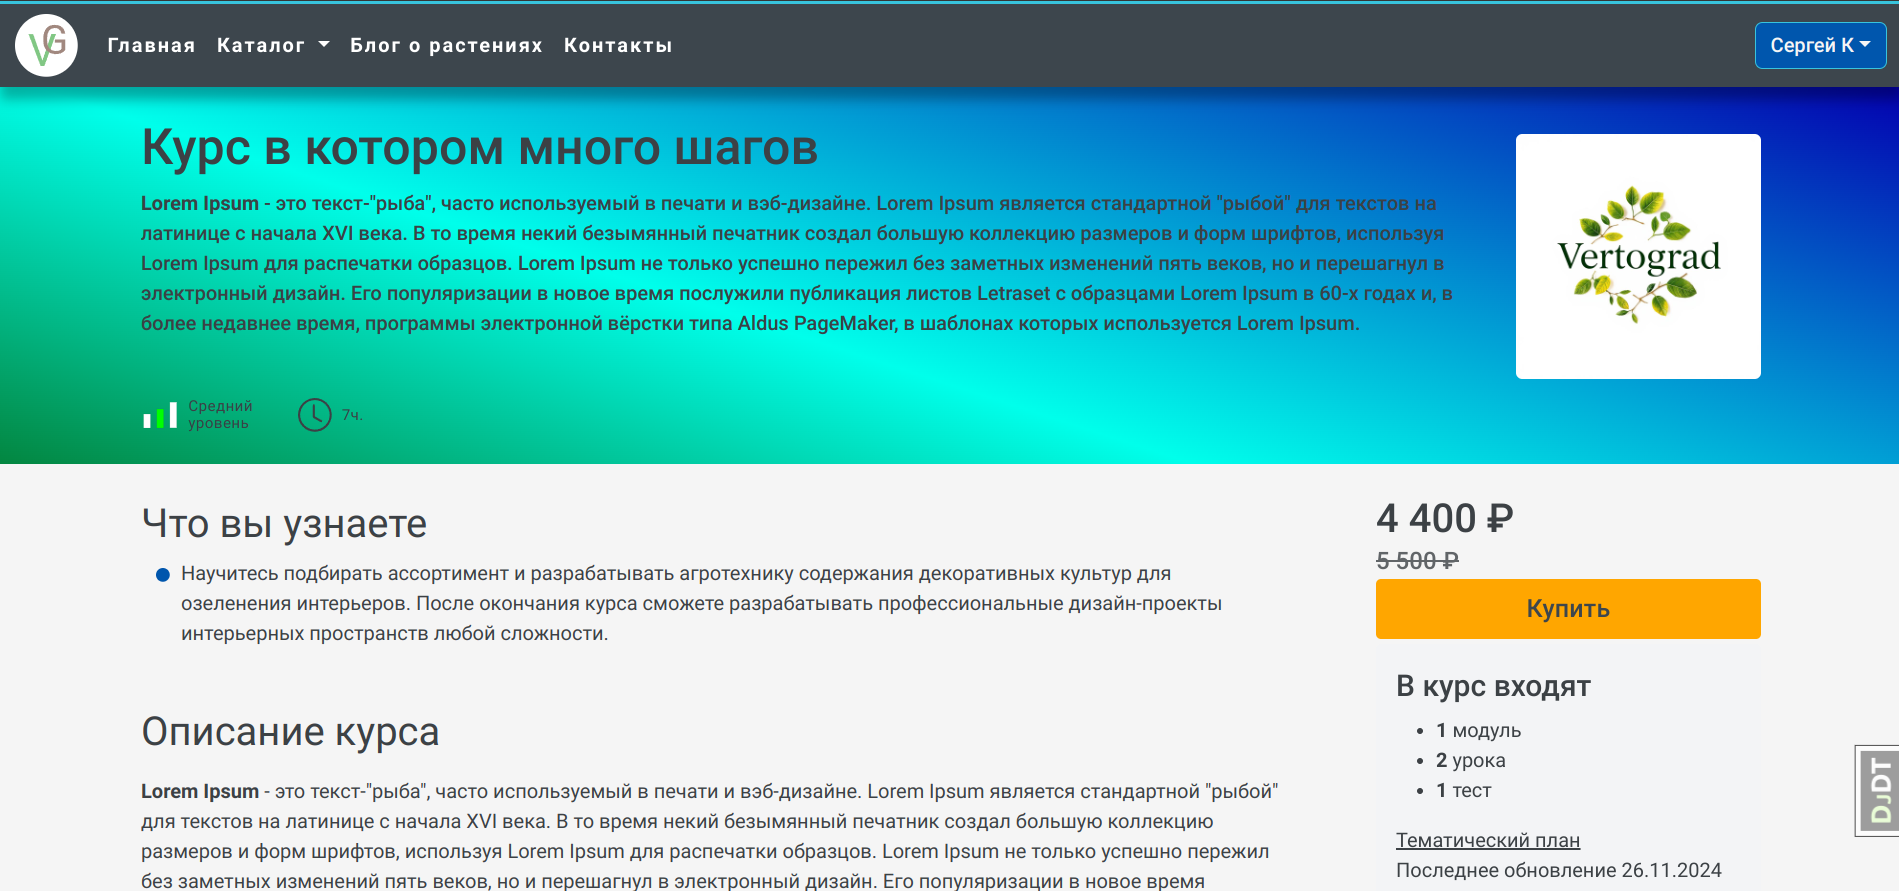 VG
Главная Каталог Блог о растениях Контакты
Сергей К
Курс в котором много шагов
Lorem Ipsum - это текст-"рыба", часто используемый в печати и вэб-дизайне. Lorem Ipsum является стандартной "рыбой" для текстов на
латинице с начала XVI века. В то время некий безымянный печатник создал большую коллекцию размеров и форм шрифтов, используя
Lorem Ipsum для распечатки образцов. Lorem Ipsum не только успешно пережил без заметных изменений пять веков, но и перешагнул в
электронный дизайн. Его популяризации в новое время послужили публикация листов Letraset с образцами Lorem Ipsum в 60-х годах и, в
более недавнее время, программы электронной вёрстки типа Aldus PageMaker, в шаблонах которых используется Lorem Ipsum.
Vertograd
Средний
уровень
7ч.
Что вы узнаете
Научитесь подбирать ассортимент и разрабатывать агротехнику содержания декоративных культур для
озеленения интерьеров. После окончания курса сможете разрабатывать профессиональные дизайн-проекты
интерьерных пространств любой сложности.
Описание курса
Lorem Ipsum - это текст-"рыба", часто используемый в печати и вэб-дизайне. Lorem Ipsum является стандартной "рыбой"
для текстов на латинице с начала XVI века. В то время некий безымянный печатник создал большую коллекцию
размеров и форм шрифтов, используя Lorem Ipsum для распечатки образцов. Lorem Ipsum не только успешно пережил
без заметных изменений пять веков, но и перешагнул в электронный дизайн. Его популяризации в новое время
4 400 ₽
5 500 ₽
Купить
В курс входят
1 модуль
2 урока
1 тест
Тематический план
Последнее обновление 26.11.2024
DJDT